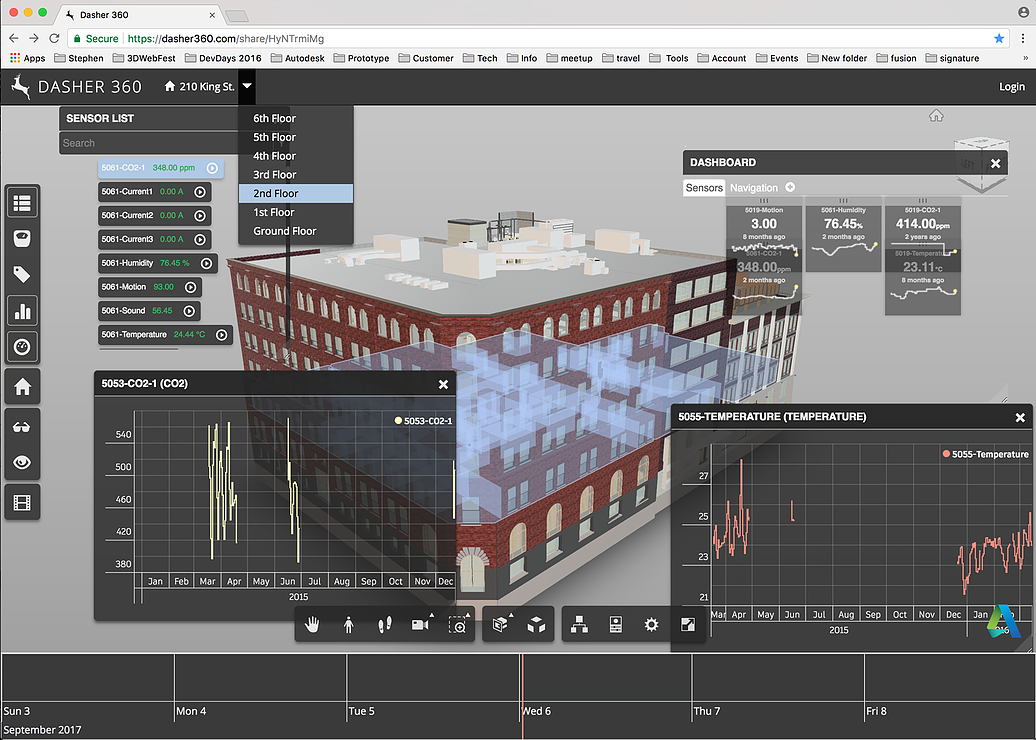 Dasher 360
Secure https://dasher360.com/share/HyNTrmiMg
Apps Stephen 3DWebFest DevDays 2016 Autodesk Prototype Customer Tech Info meetup travel Tools Account Events New folder fusion signature »
DASHER 360 210 King St. Login
SENSOR LIST
Search
5061-CO2-1 348.00 ppm
5061-Current1 0.00 A
5061-Current2 0.00 A
5061-Current3 0.00 A
5061-Humidity 76.45 %
5061-Motion 93.00
5061-Sound 56.45
5061-Temperature 24.44 °C
6th Floor
5th Floor
4th Floor
3rd Floor
2nd Floor
1st Floor
Ground Floor
DASHBOARD
Sensors Navigation
5019-Motion
3.00
8 months ago
5061-Humidity
76.45%
2 months ago
5019-CO2-1
414.00ppm
2 years ago
5061-CO2-1
348.00ppm
2 months ago
5019-Temperature
23.11°C
8 months ago
5053-CO2-1 (CO2)
5053-CO2-1
540
500
460
420
380
Jan Feb Mar Apr May Jun Jul Aug Sep Oct Nov Dec
2015
5055-TEMPERATURE (TEMPERATURE)
5055-Temperature
27
25
23
21
Mar Apr May Jun Jul Aug Sep Oct Nov Dec Jan
2015
Sun 3 Mon 4 Tue 5 Wed 6 Thu 7 Fri 8
September 2017